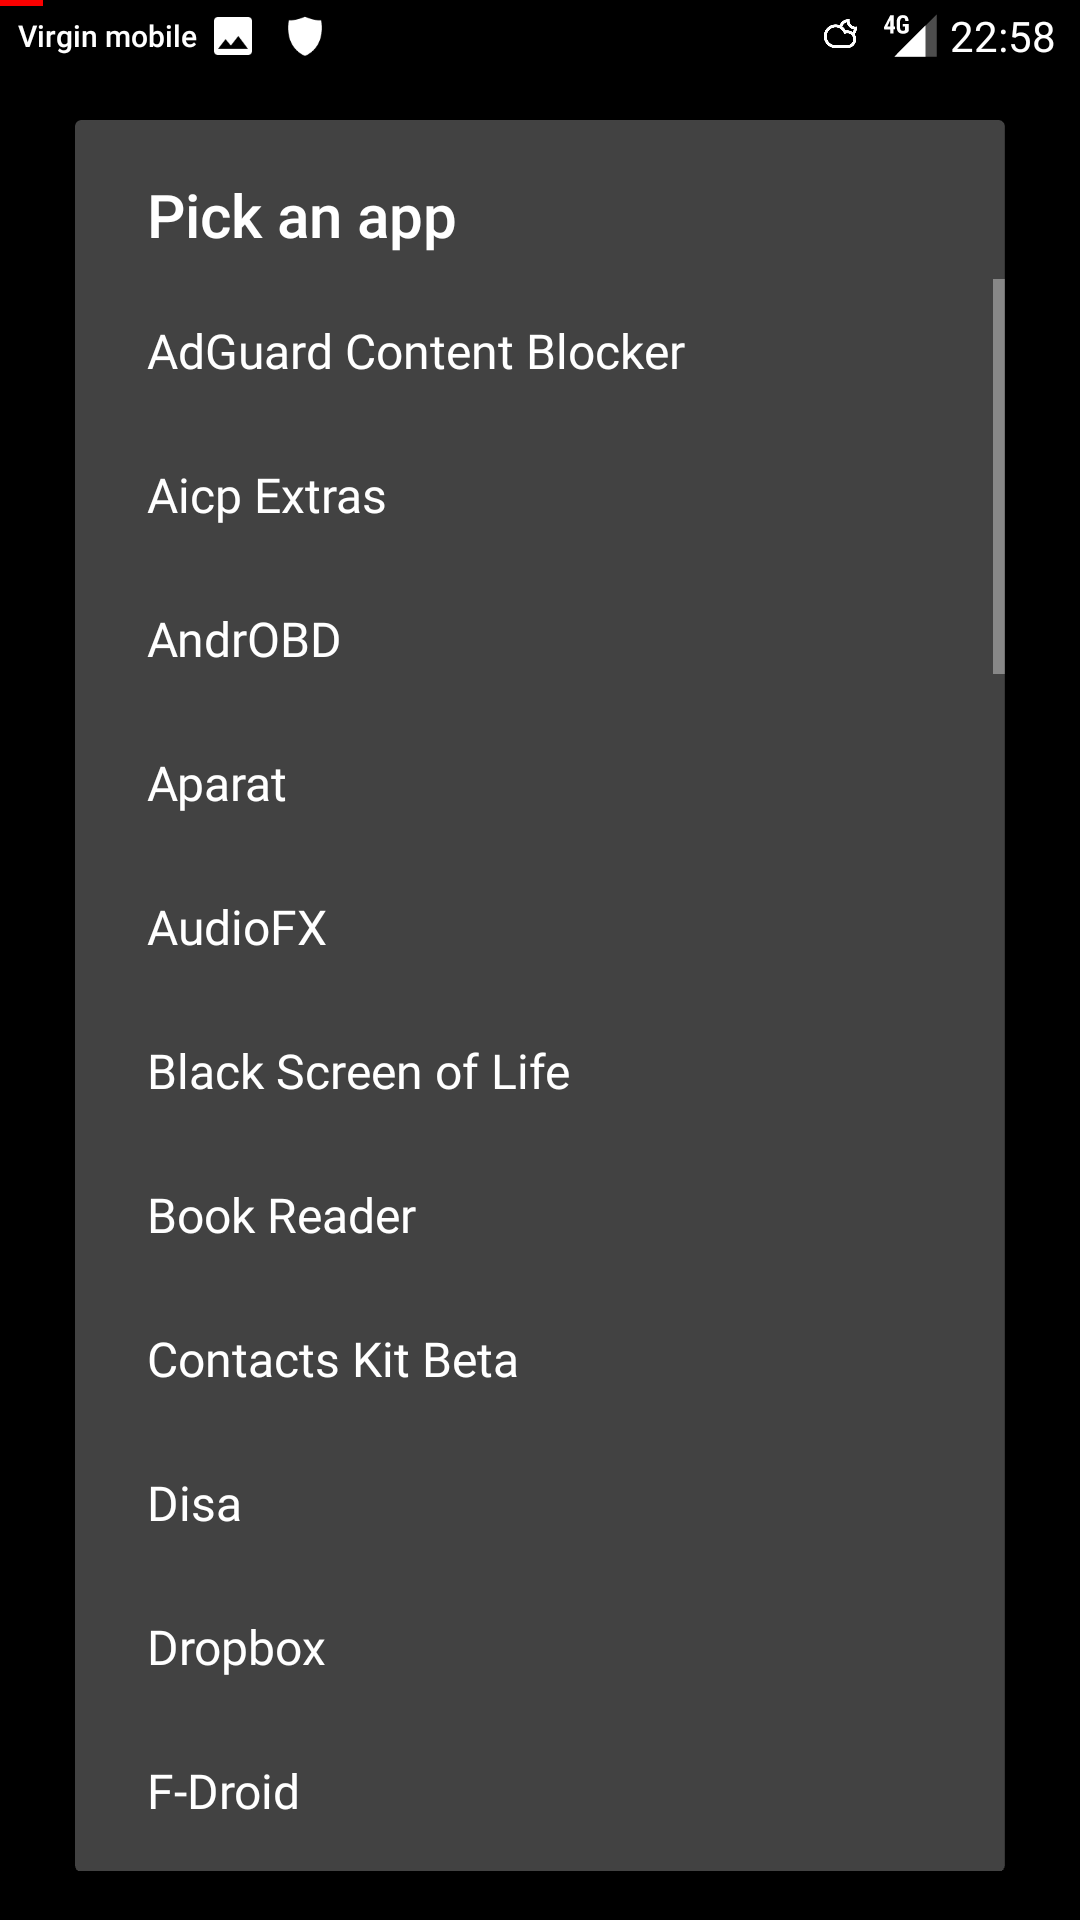 Virgin mobile
4G 22:58
Pick an app
AdGuard Content Blocker
Aicp Extras
AndrOBD
Aparat
AudioFX
Black Screen of Life
Book Reader
Contacts Kit Beta
Disa
Dropbox
F-Droid